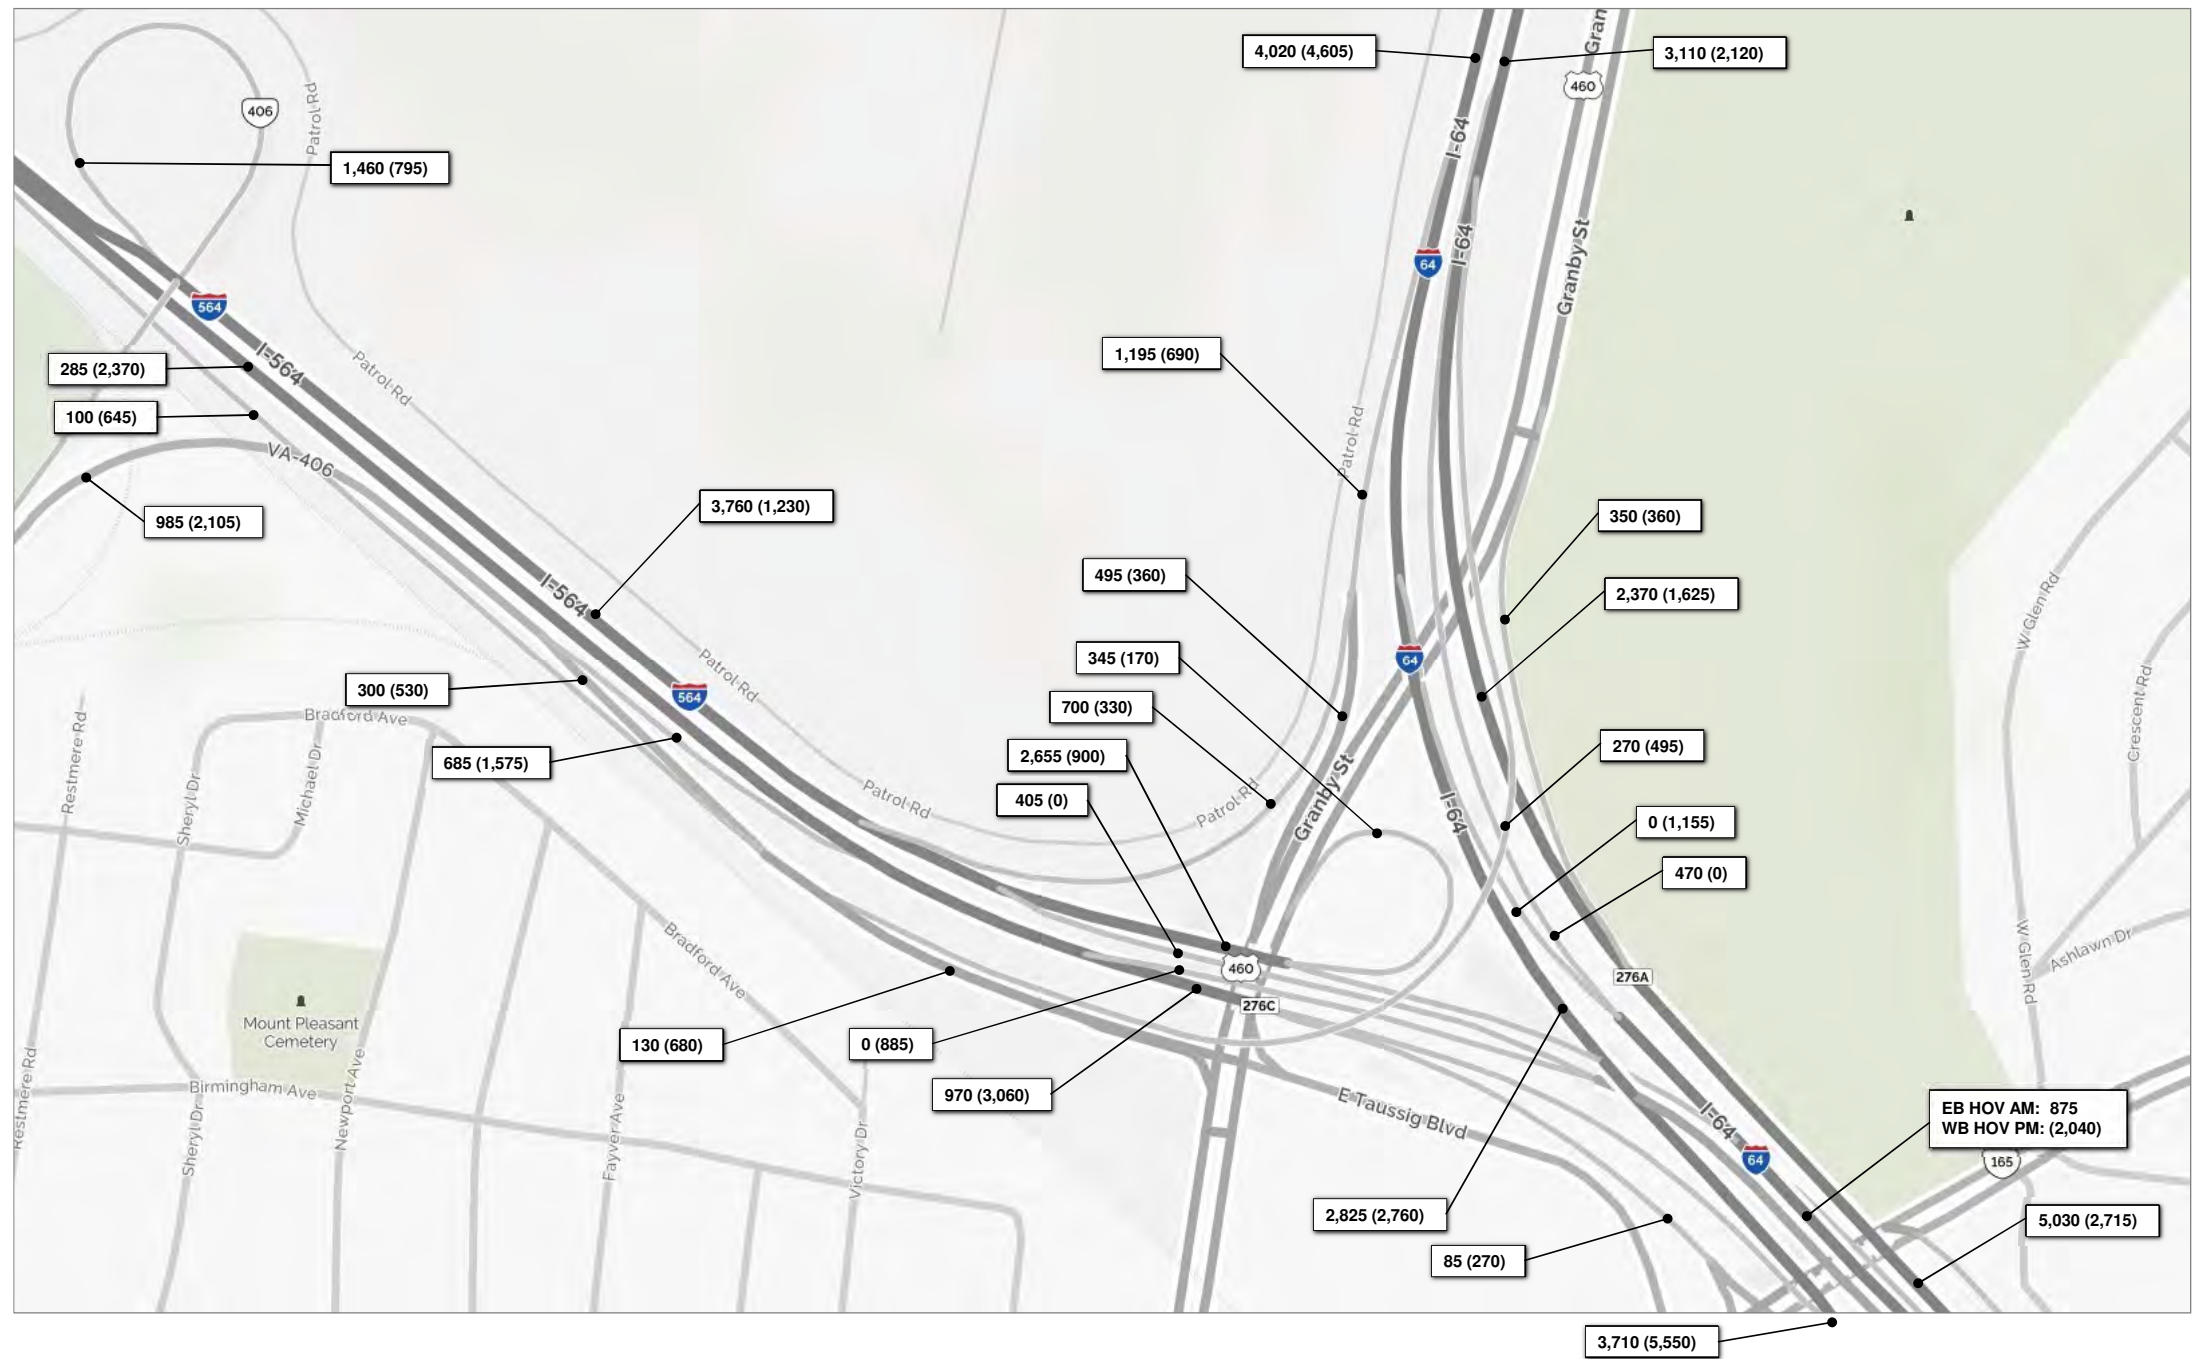 4,020 (4,605)
3,110 (2,120)
Gran
460
406
Patrol Rd
I-64
1,460 (795)
I-64
Granby St
64
564
I-564
285 (2,370)
1,195 (690)
Patrol Rd
100 (645)
VA-406
Patrol Rd
985 (2,105)
3,760 (1,230)
350 (360)
I-564
495 (360)
2,370 (1,625)
W Glen Rd
345 (170)
64
Patrol Rd
300 (530)
564
700 (330)
Crescent Rd
Bradford Ave
Restmere Rd
685 (1,575)
2,655 (900)
270 (495)
Sheryl Dr
Michael Dr
405 (0)
Patrol Rd
Patrol Rd
Granby St
I-64
0 (1,155)
470 (0)
Bradford Ave
460
276A
W Glen Rd
Ashlawn Dr
276C
Mount Pleasant
Cemetery
130 (680)
0 (885)
970 (3,060)
Restmere Rd
Birmingham Ave
Sheryl Dr
Newport Ave
Fayver Ave
Victory Dr
E Taussig Blvd
I-64
64
EB HOV AM: 875
WB HOV PM: (2,040)
165
2,825 (2,760)
5,030 (2,715)
85 (270)
3,710 (5,550)